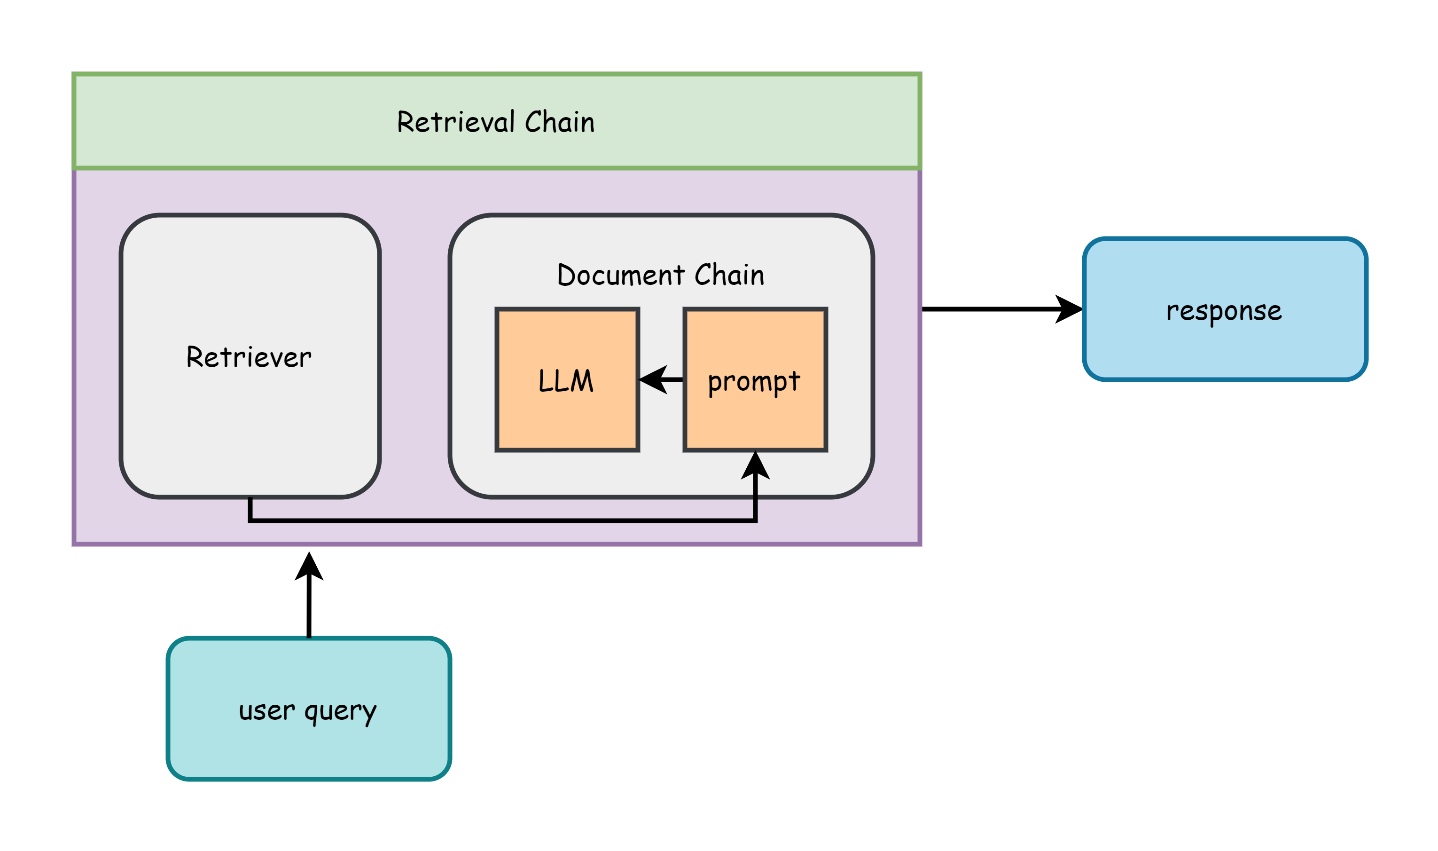 Retrieval Chain
Retriever
Document Chain
LLM
prompt
response
user query